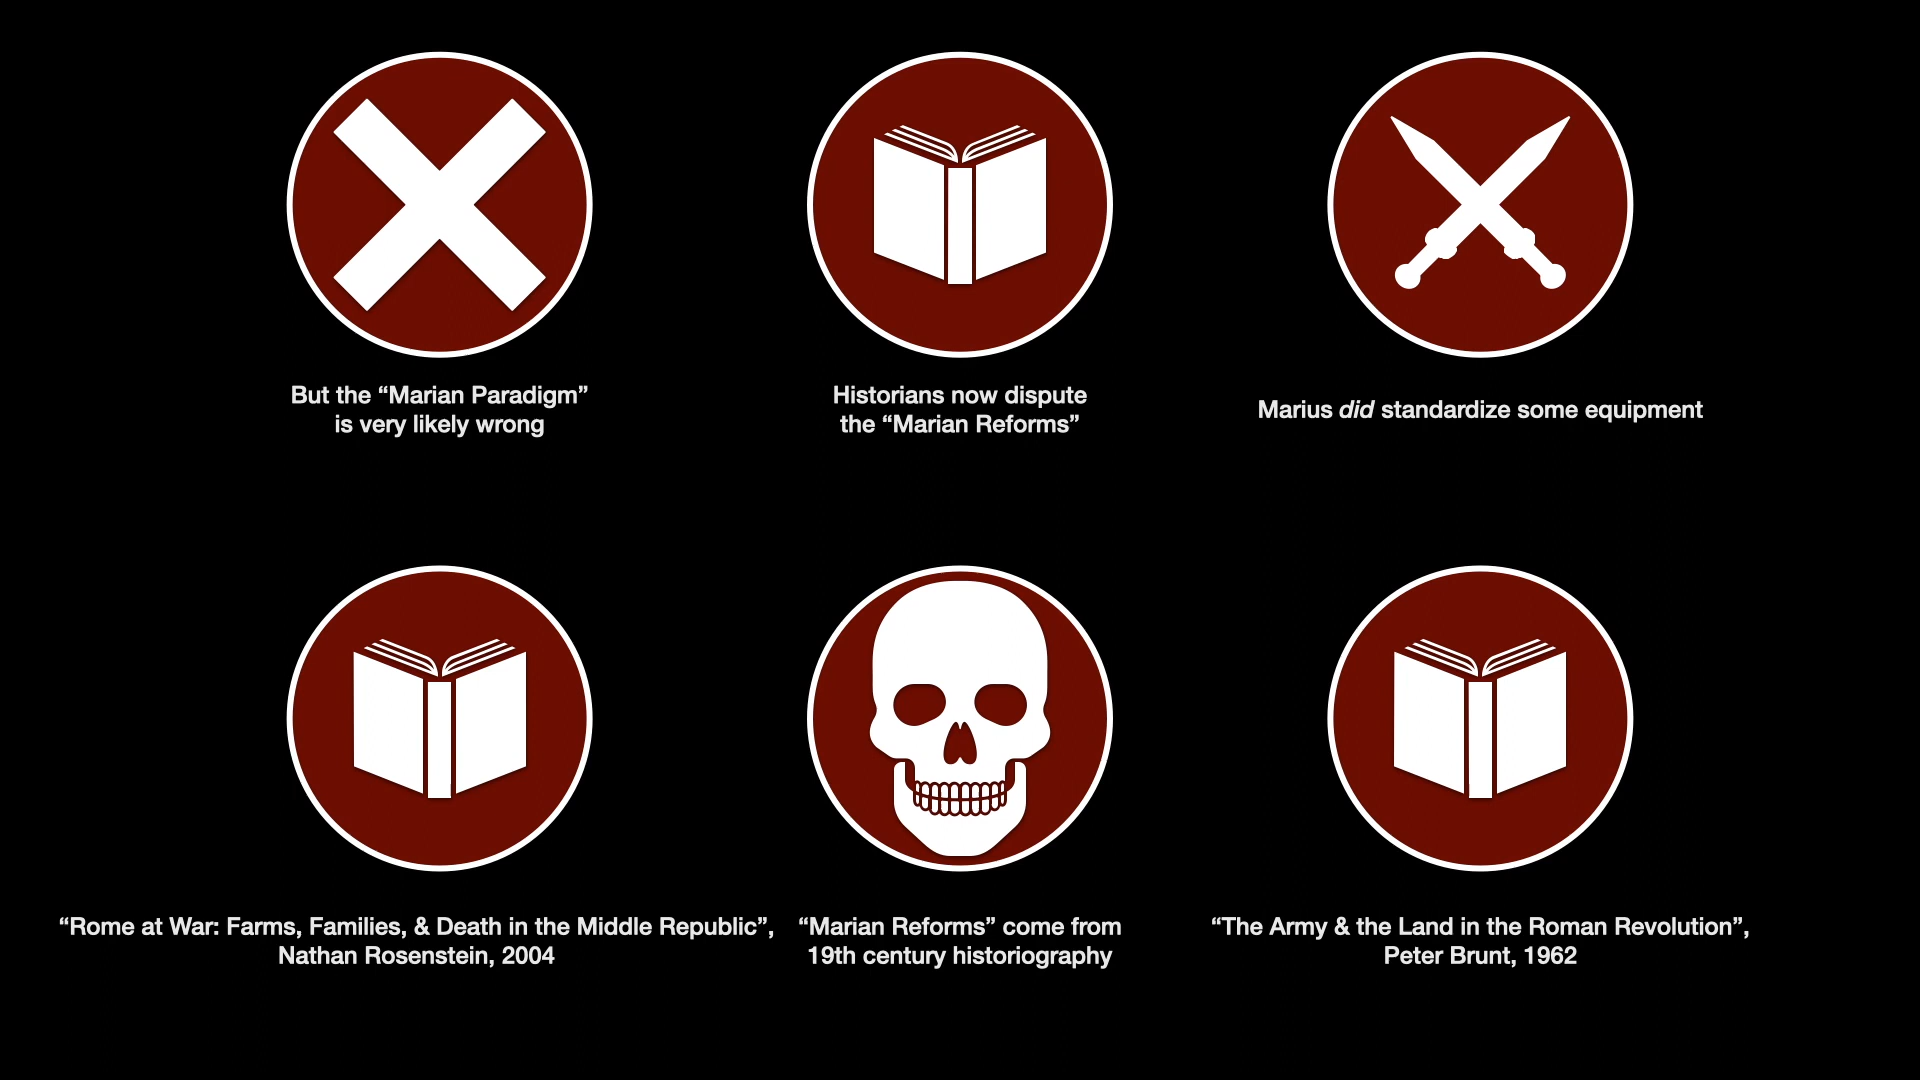 But the “Marian Paradigm”
is very likely wrong
Historians now dispute
the “Marian Reforms”
Marius did standardize some equipment
“Rome at War: Farms, Families, & Death in the Middle Republic”,
Nathan Rosenstein, 2004
“Marian Reforms” come from
19th century historiography
“The Army & the Land in the Roman Revolution”,
Peter Brunt, 1962